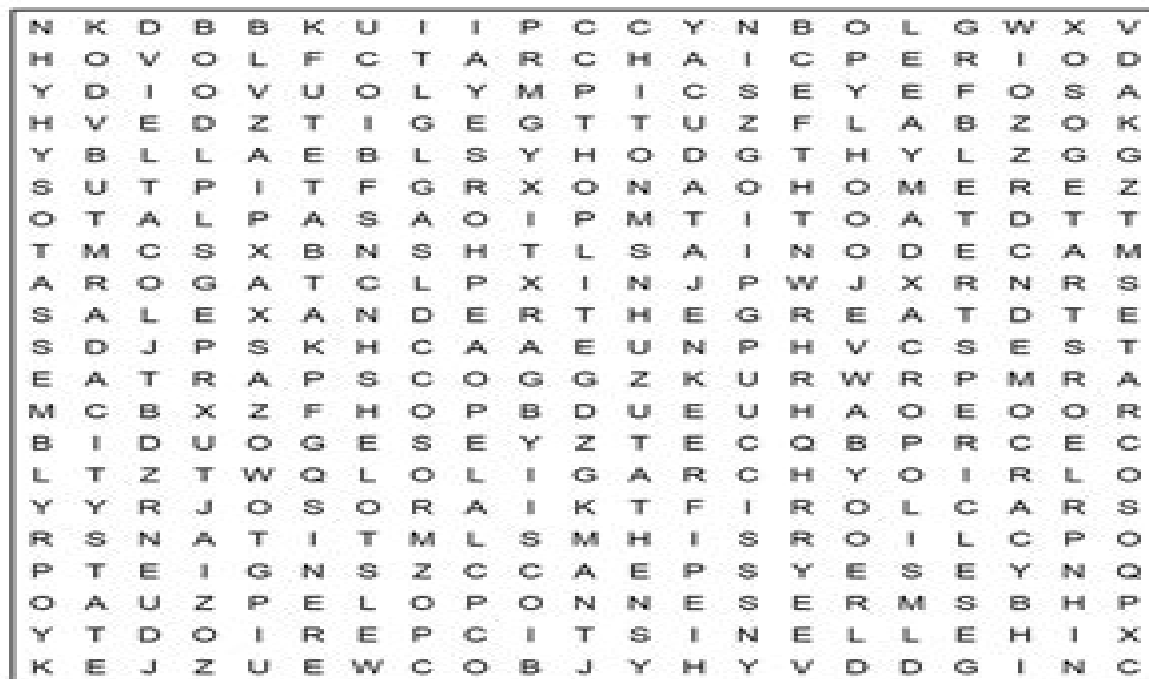 N K D B B K U I I P C C Y N B O L G W X V
H O V O L F C T A R C H A I C P E R I O D
Y D I O V U O L Y M P I C S E Y E F O S A
H V E D Z T I G E G T T U Z F L A B Z O K
Y B L L A E B L S Y H O D G T H Y L Z G G
S U T P I T F G R X O N A O H O M E R E Z
O T A L P A S A O I P M T I T O A T D T T
T M C S X B N S H T L S A I N O D E C A M
A R O G A T C L P X I N J P W J X R N R S
S A L E X A N D E R T H E G R E A T D T E
S D J P S K H C A A E U N P H V C S E S T
E A T R A P S C O G G Z K U R W R P M R A
M C B X Z F H O P B D U E U H A O E O O R
B I D U O G E S E Y Z T E C Q B P R C E C
L T Z T W Q L O L I G A R C H Y O I R L O
Y Y R J O S O R A I K T F I R O L C A R S
R S N A T I T M L S M H I S R O I L C P O
P T E I G N S Z C C A E P S Y E S E Y N Q
O A U Z P E L O P O N N E S E R M S B H P
Y T D O I R E P C I T S I N E L L E H I X
K E J Z U E W C O B J Y H Y V D D G I N C